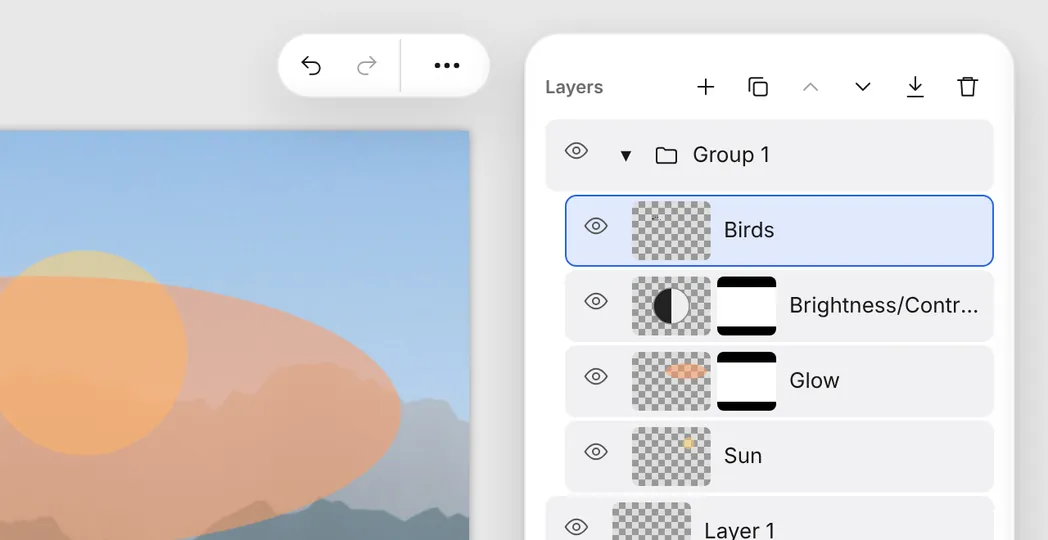 Layers
Group 1
Birds
Brightness/Contr...
Glow
Sun
Layer 1